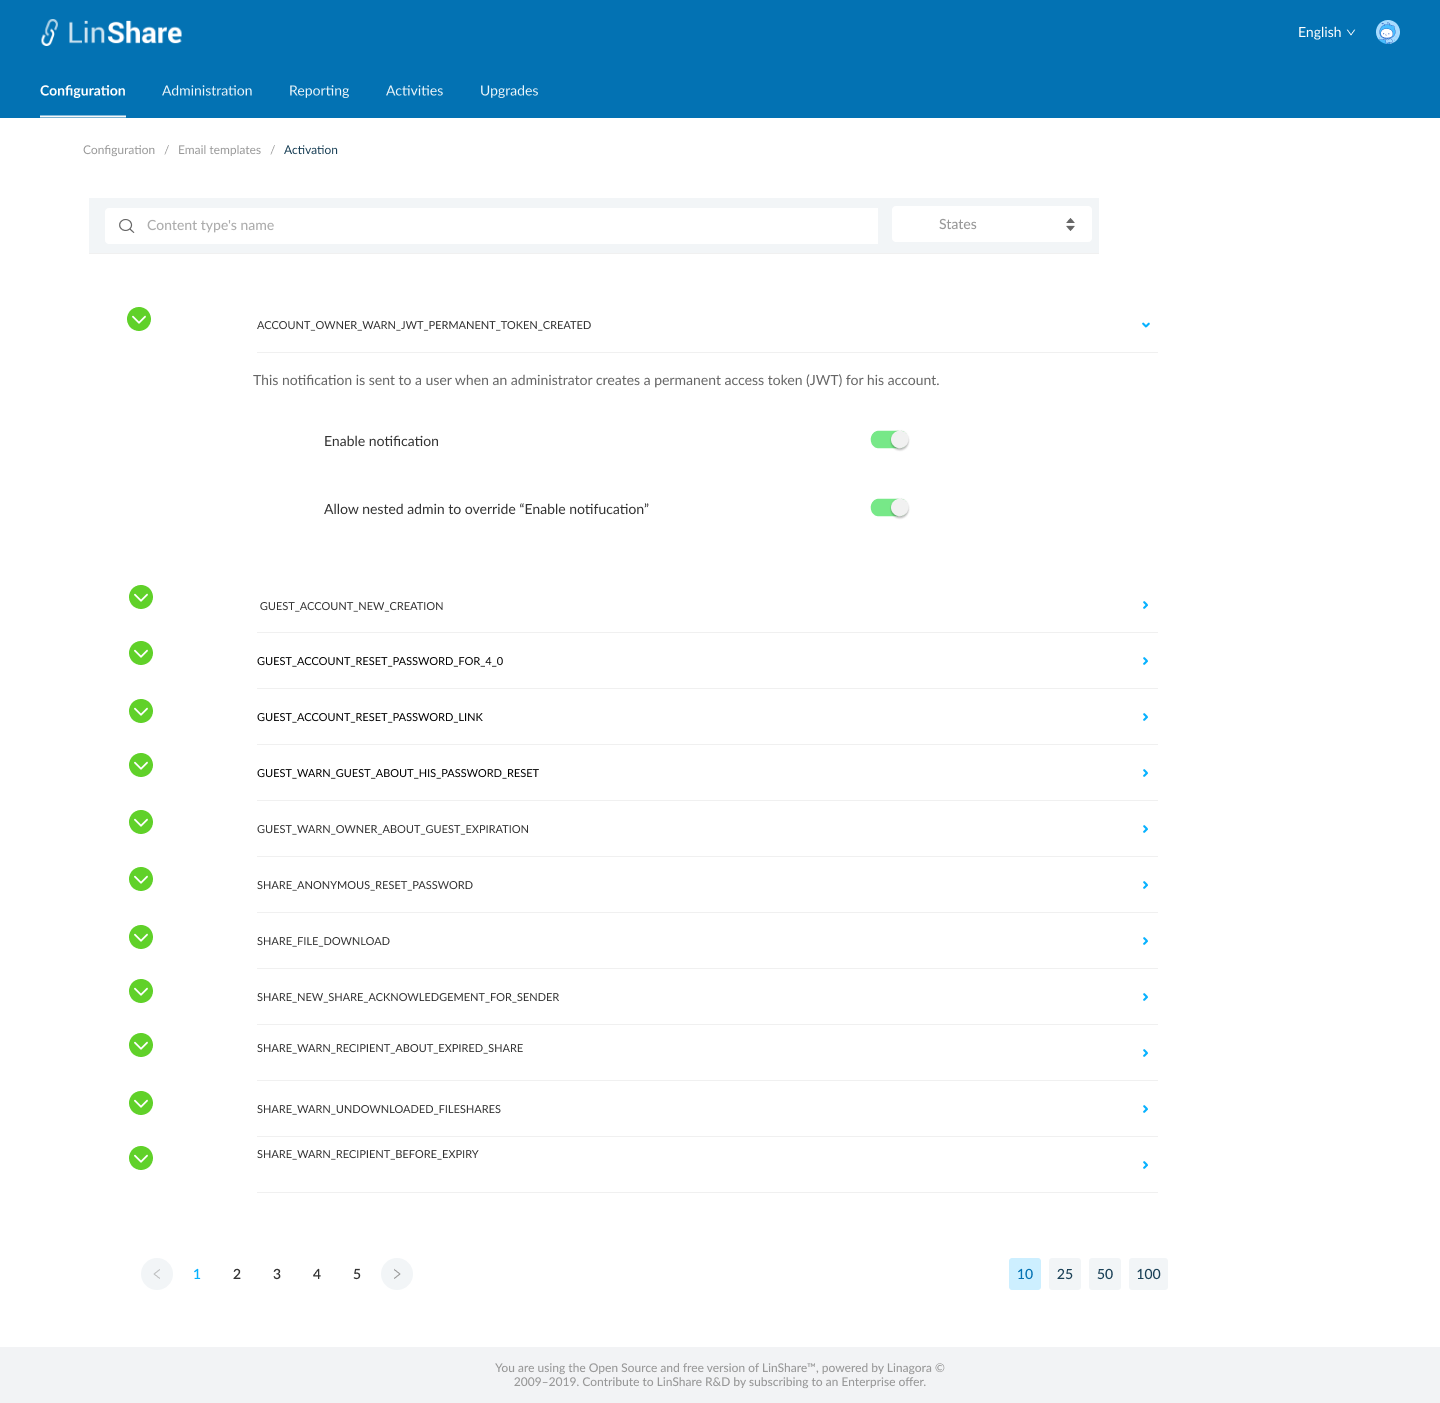 LinShare
English
Configuration Administration Reporting Activities Upgrades
Configuration / Email templates / Activation
Content type's name
States
ACCOUNT_OWNER_WARN_JWT_PERMANENT_TOKEN_CREATED
This notification is sent to a user when an administrator creates a permanent access token (JWT) for his account.
Enable notification
Allow nested admin to override “Enable notifucation”
GUEST_ACCOUNT_NEW_CREATION
GUEST_ACCOUNT_RESET_PASSWORD_FOR_4_0
GUEST_ACCOUNT_RESET_PASSWORD_LINK
GUEST_WARN_GUEST_ABOUT_HIS_PASSWORD_RESET
GUEST_WARN_OWNER_ABOUT_GUEST_EXPIRATION
SHARE_ANONYMOUS_RESET_PASSWORD
SHARE_FILE_DOWNLOAD
SHARE_NEW_SHARE_ACKNOWLEDGEMENT_FOR_SENDER
SHARE_WARN_RECIPIENT_ABOUT_EXPIRED_SHARE
SHARE_WARN_UNDOWNLOADED_FILESHARES
SHARE_WARN_RECIPIENT_BEFORE_EXPIRY
1 2 3 4 5
10 25 50 100
You are using the Open Source and free version of LinShare™, powered by Linagora ©
2009–2019. Contribute to LinShare R&D by subscribing to an Enterprise offer.